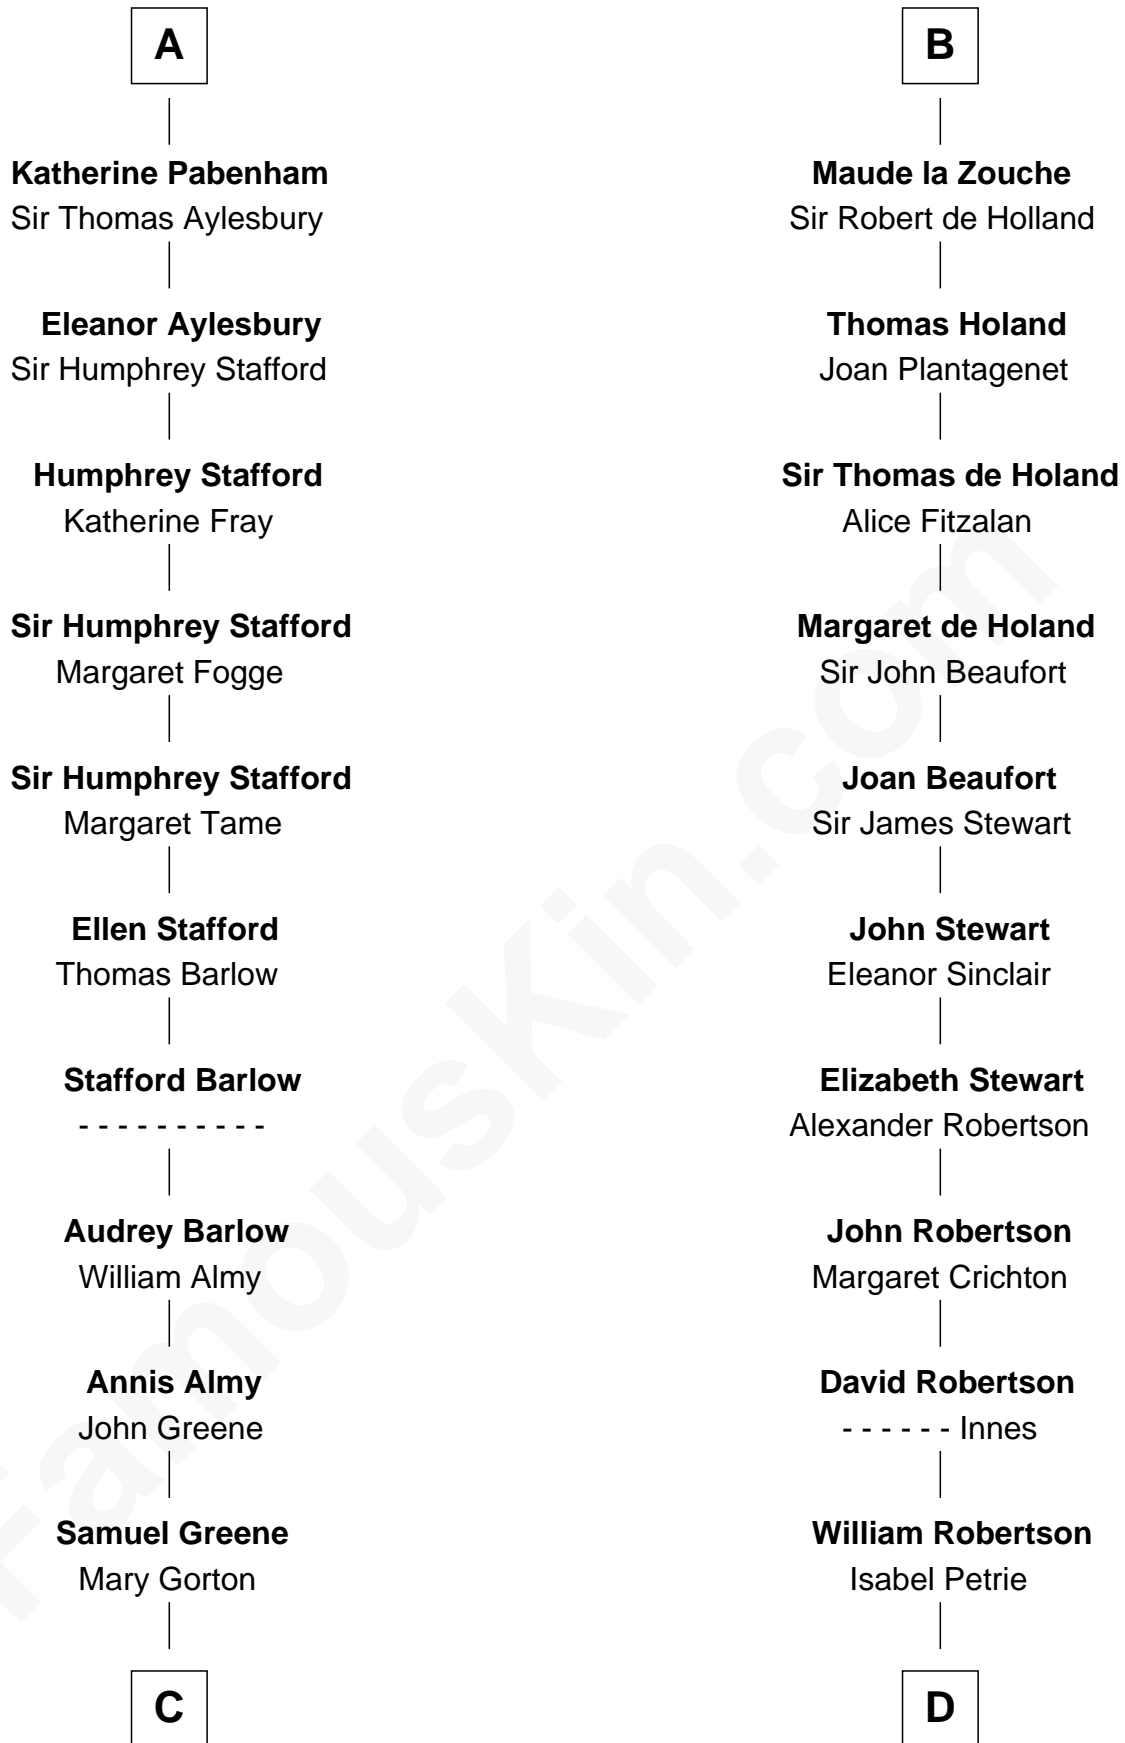 A
Katherine Pabenham
Sir Thomas Aylesbury
Eleanor Aylesbury
Sir Humphrey Stafford
Humphrey Stafford
Katherine Fray
Sir Humphrey Stafford
Margaret Fogge
Sir Humphrey Stafford
Margaret Tame
Ellen Stafford
Thomas Barlow
Stafford Barlow
- - - - - - - - - -
Audrey Barlow
William Almy
Annis Almy
John Greene
Samuel Greene
Mary Gorton
C
B
Maude la Zouche
Sir Robert de Holland
Thomas Holand
Joan Plantagenet
Sir Thomas de Holand
Alice Fitzalan
Margaret de Holand
Sir John Beaufort
Joan Beaufort
Sir James Stewart
John Stewart
Eleanor Sinclair
Elizabeth Stewart
Alexander Robertson
John Robertson
Margaret Crichton
David Robertson
- - - - - - Innes
William Robertson
Isabel Petrie
D
FamousKin.com